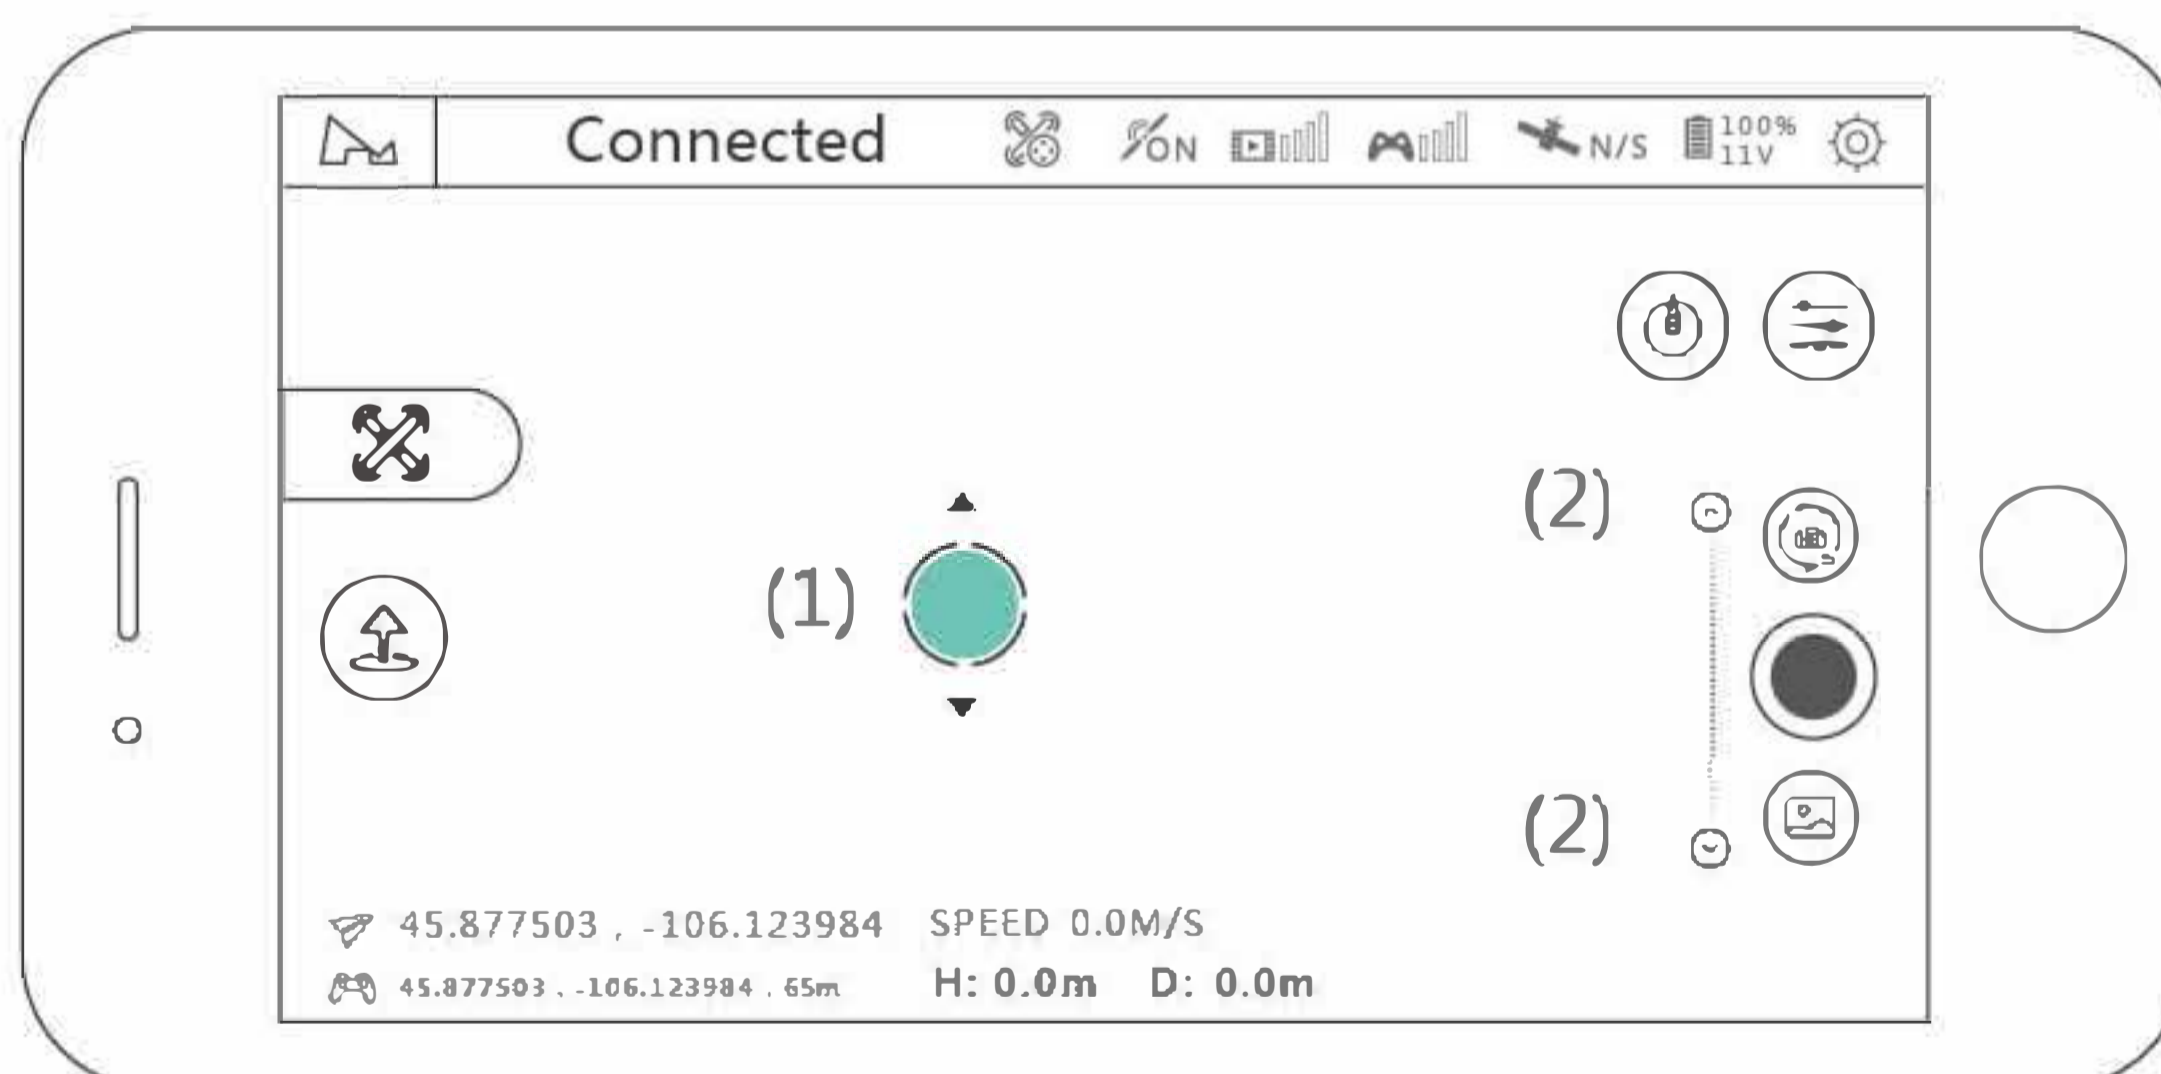 Connected ON N/S 100%
11V
(2)
(1)
(2)
45.877503 , -106.123984 SPEED 0.0M/S
45.877503 , -106.123984 , 65m H: 0.0m D: 0.0m